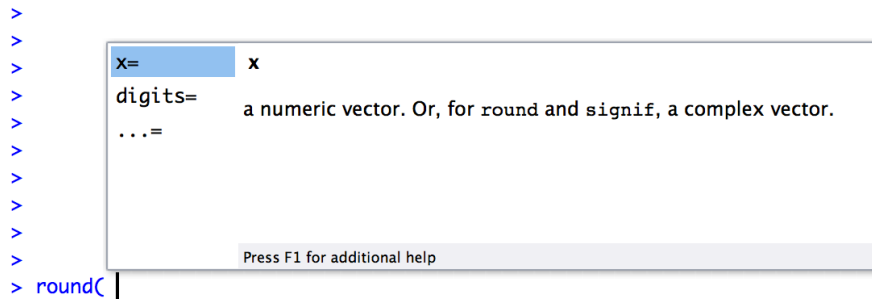 >
>
>
>
>
>
>
>
>
>
> round(
x=
digits=
...=
x
a numeric vector. Or, for round and signif, a complex vector.
Press F1 for additional help